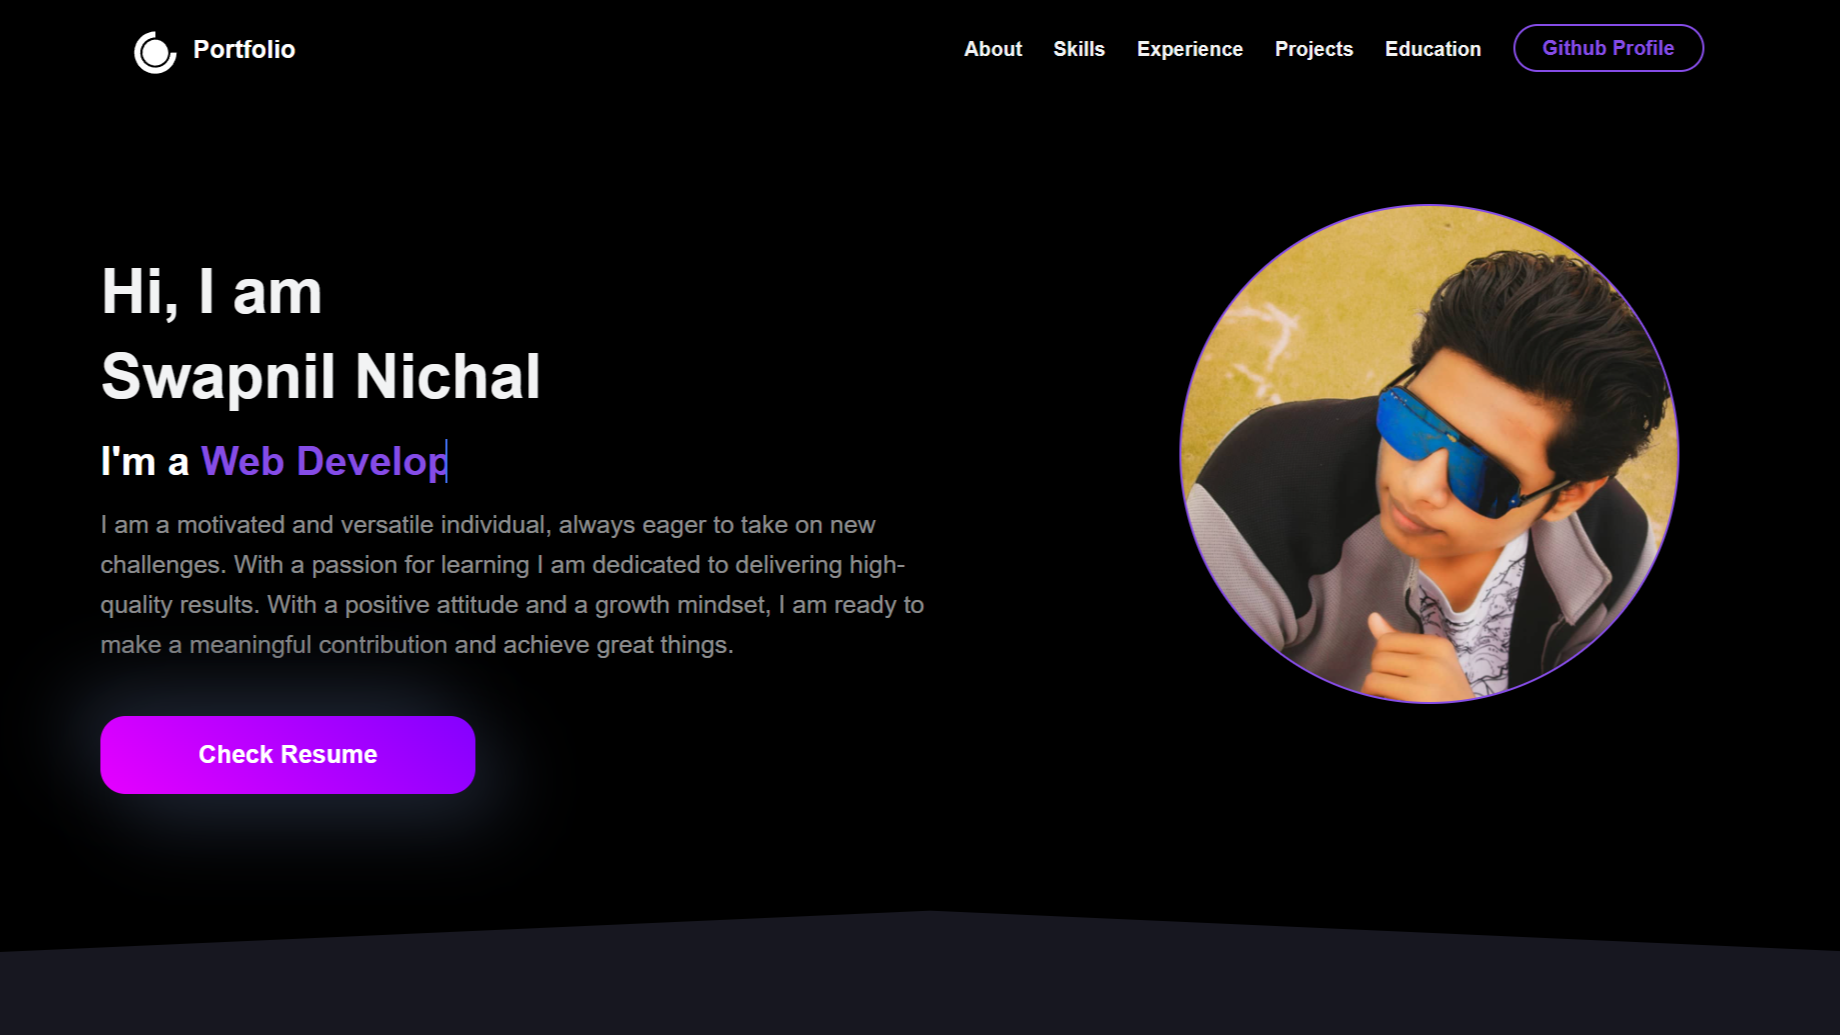 Portfolio
About Skills Experience Projects Education Github Profile
Hi, I am
Swapnil Nichal
I'm a Web Develop
I am a motivated and versatile individual, always eager to take on new
challenges. With a passion for learning I am dedicated to delivering high-
quality results. With a positive attitude and a growth mindset, I am ready to
make a meaningful contribution and achieve great things.
Check Resume